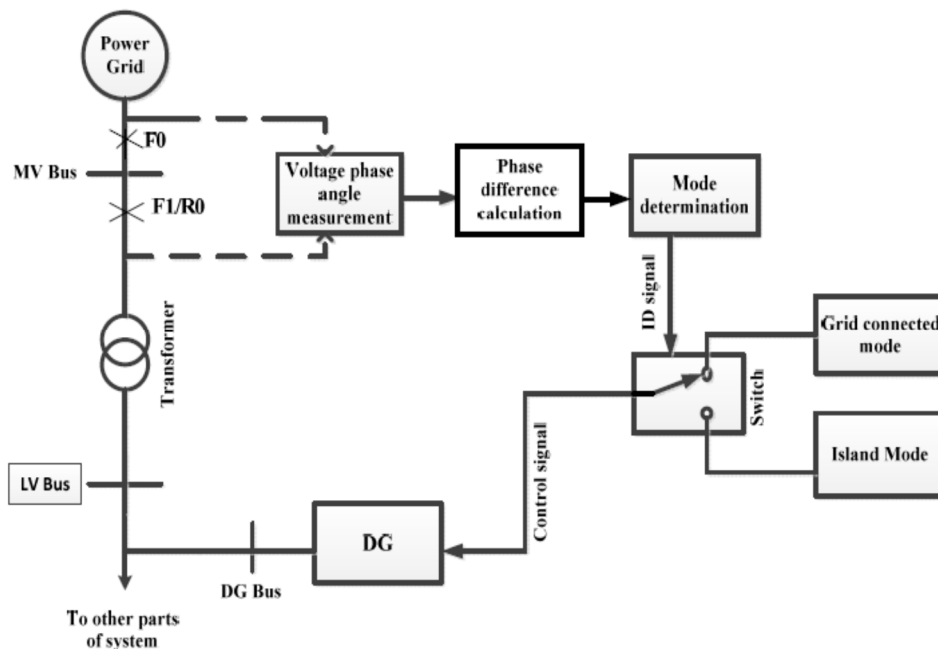 Power
Grid
F0
MV Bus
F1/R0
Voltage phase
angle
measurement
Phase
difference
calculation
Mode
determination
ID signal
Transformer
Grid connected
mode
Switch
Island Mode
Control signal
LV Bus
DG
DG Bus
To other parts
of system